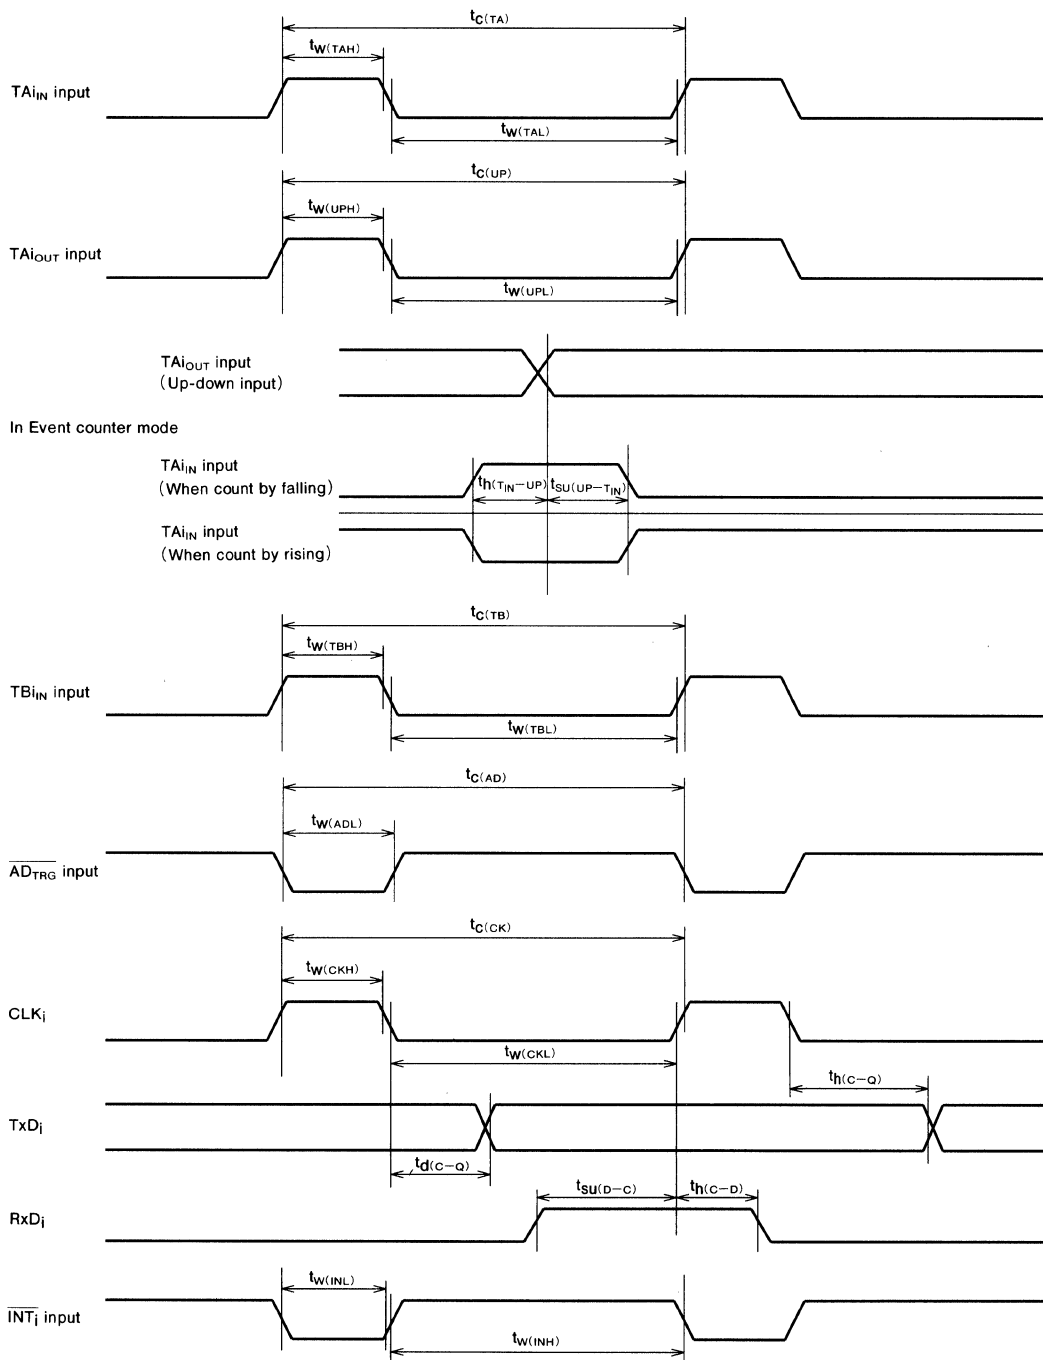 tC(TA)
tW(TAH)
TAiIN input
tW(TAL)
tC(UP)
tW(UPH)
TAiOUT input
tW(UPL)
TAiOUT input
(Up-down input)
In Event counter mode
TAiIN input
(When count by falling)
th(TIN−UP) tSU(UP−TIN)
TAiIN input
(When count by rising)
tC(TB)
tW(TBH)
TBiIN input
tW(TBL)
tC(AD)
tW(ADL)
ADTRG input
tC(CK)
tW(CKH)
CLKi
tW(CKL)
th(C−Q)
TxDi
td(C−Q)
tsu(D−C) th(C−D)
RxDi
tW(INL)
INTi input
tW(INH)